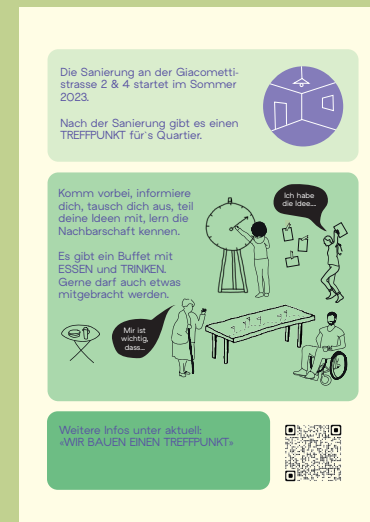 Die Sanierung an der Giacometti-
strasse 2 & 4 startet im Sommer
2023.
Nach der Sanierung gibt es einen
TREFFPUNKT für`s Quartier.
Komm vorbei, informiere
dich, tausch dich aus, teil
deine Ideen mit, lern die
Nachbarschaft kennen.
Es gibt ein Buffet mit
ESSEN und TRINKEN.
Gerne darf auch etwas
mitgebracht werden.
Ich habe
die Idee...
Mir ist
wichtig,
dass...
Weitere Infos unter aktuell:
«WIR BAUEN EINEN TREFFPUNKT»